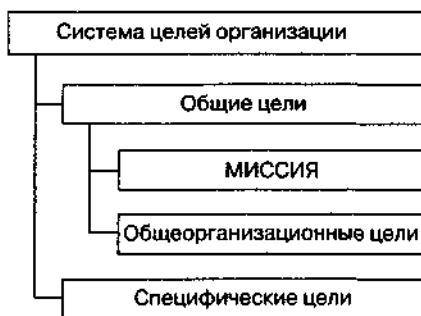 Система целей организации
Общие цели
МИССИЯ
Общеорганизационные цели
Специфические цели